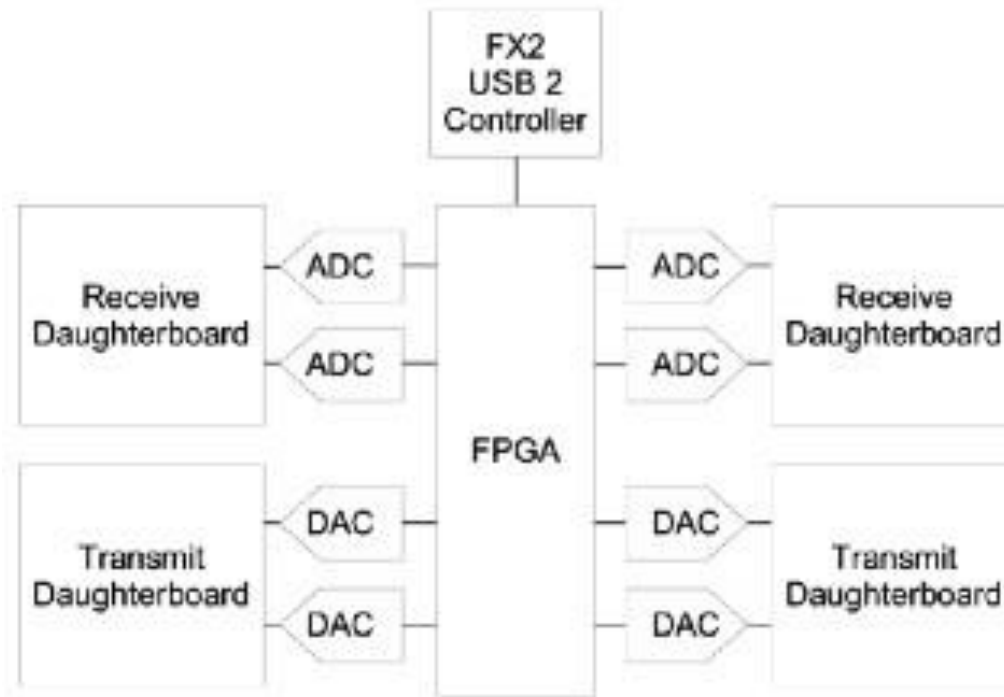 FX2
USB 2
Controller
ADC
ADC
Receive
Daughterboard
ADC
ADC
Receive
Daughterboard
FPGA
DAC
DAC
Transmit
Daughterboard
DAC
DAC
Transmit
Daughterboard